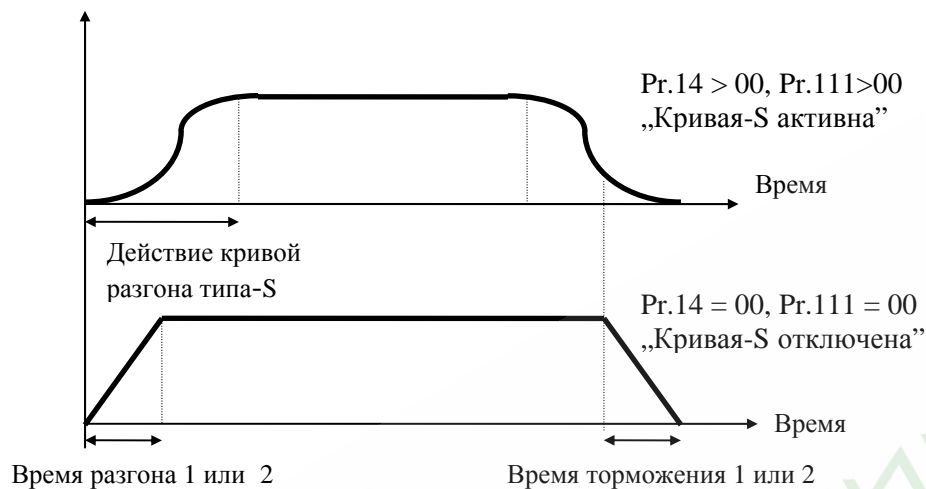 Pr.14 > 00, Pr.111>00
„Кривая-S активна”
Время
Действие кривой
разгона типа-S
Pr.14 = 00, Pr.111 = 00
„Кривая-S отключена”
Время
Время разгона 1 или 2
Время торможения 1 или 2